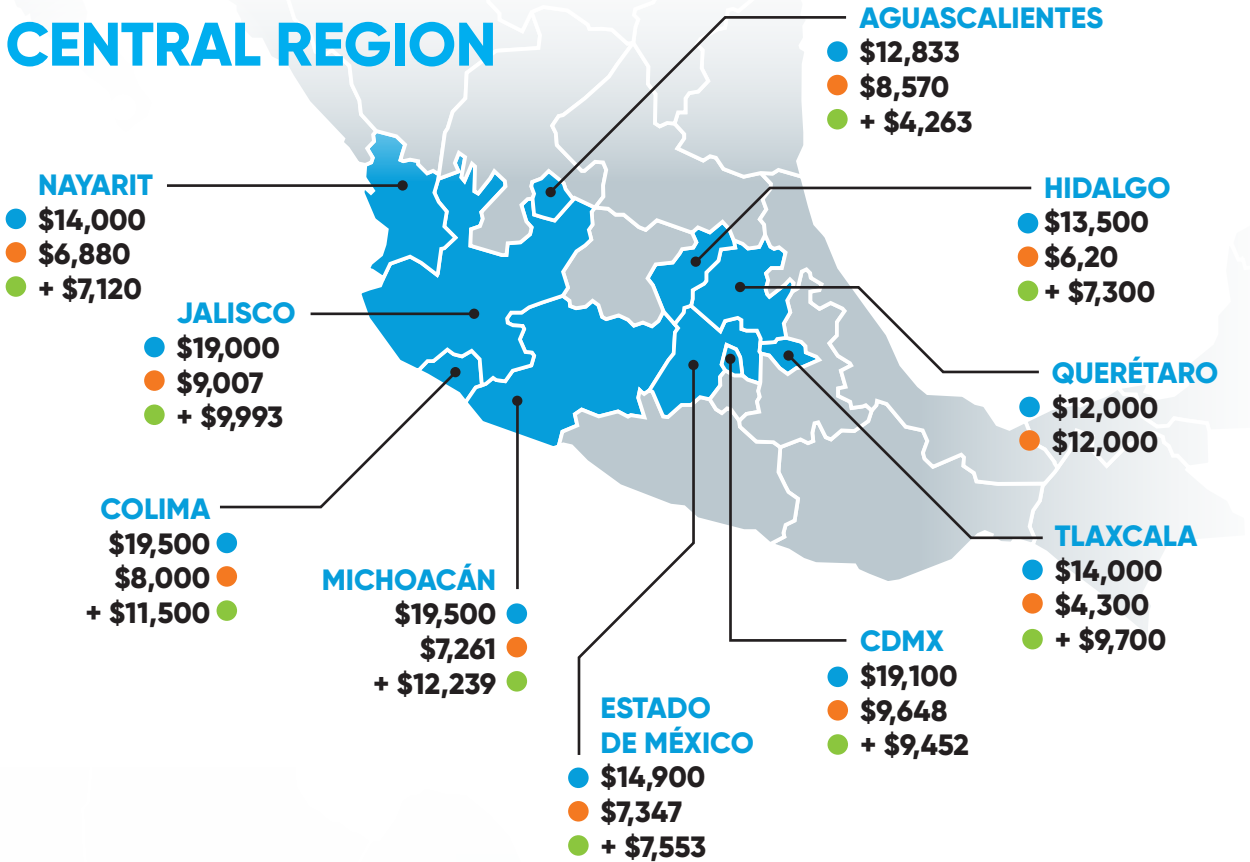 CENTRAL REGION
AGUASCALIENTES
$12,833
$8,570
+ $4,263
NAYARIT
$14,000
$6,880
+ $7,120
HIDALGO
$13,500
$6,20
+ $7,300
JALISCO
$19,000
$9,007
+ $9,993
QUERÉTARO
$12,000
$12,000
COLIMA
$19,500
$8,000
+ $11,500
MICHOACÁN
$19,500
$7,261
+ $12,239
TLAXCALA
$14,000
$4,300
+ $9,700
CDMX
$19,100
$9,648
+ $9,452
ESTADO
DE MÉXICO
$14,900
$7,347
+ $7,553